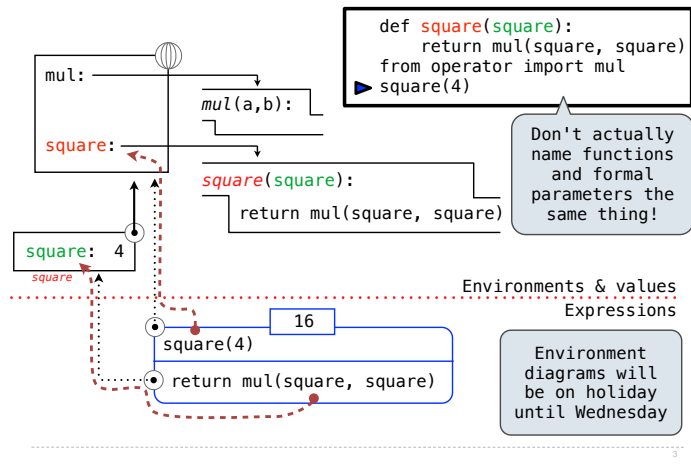 def square(square):
    return mul(square, square)
from operator import mul
square(4)
Don't actually
name functions
and formal
parameters the
same thing!
mul:
mul(a,b):
square:
square(square):
return mul(square, square)
square: 4
square
Environments & values
Expressions
16
square(4)
return mul(square, square)
Environment
diagrams will
be on holiday
until Wednesday
3